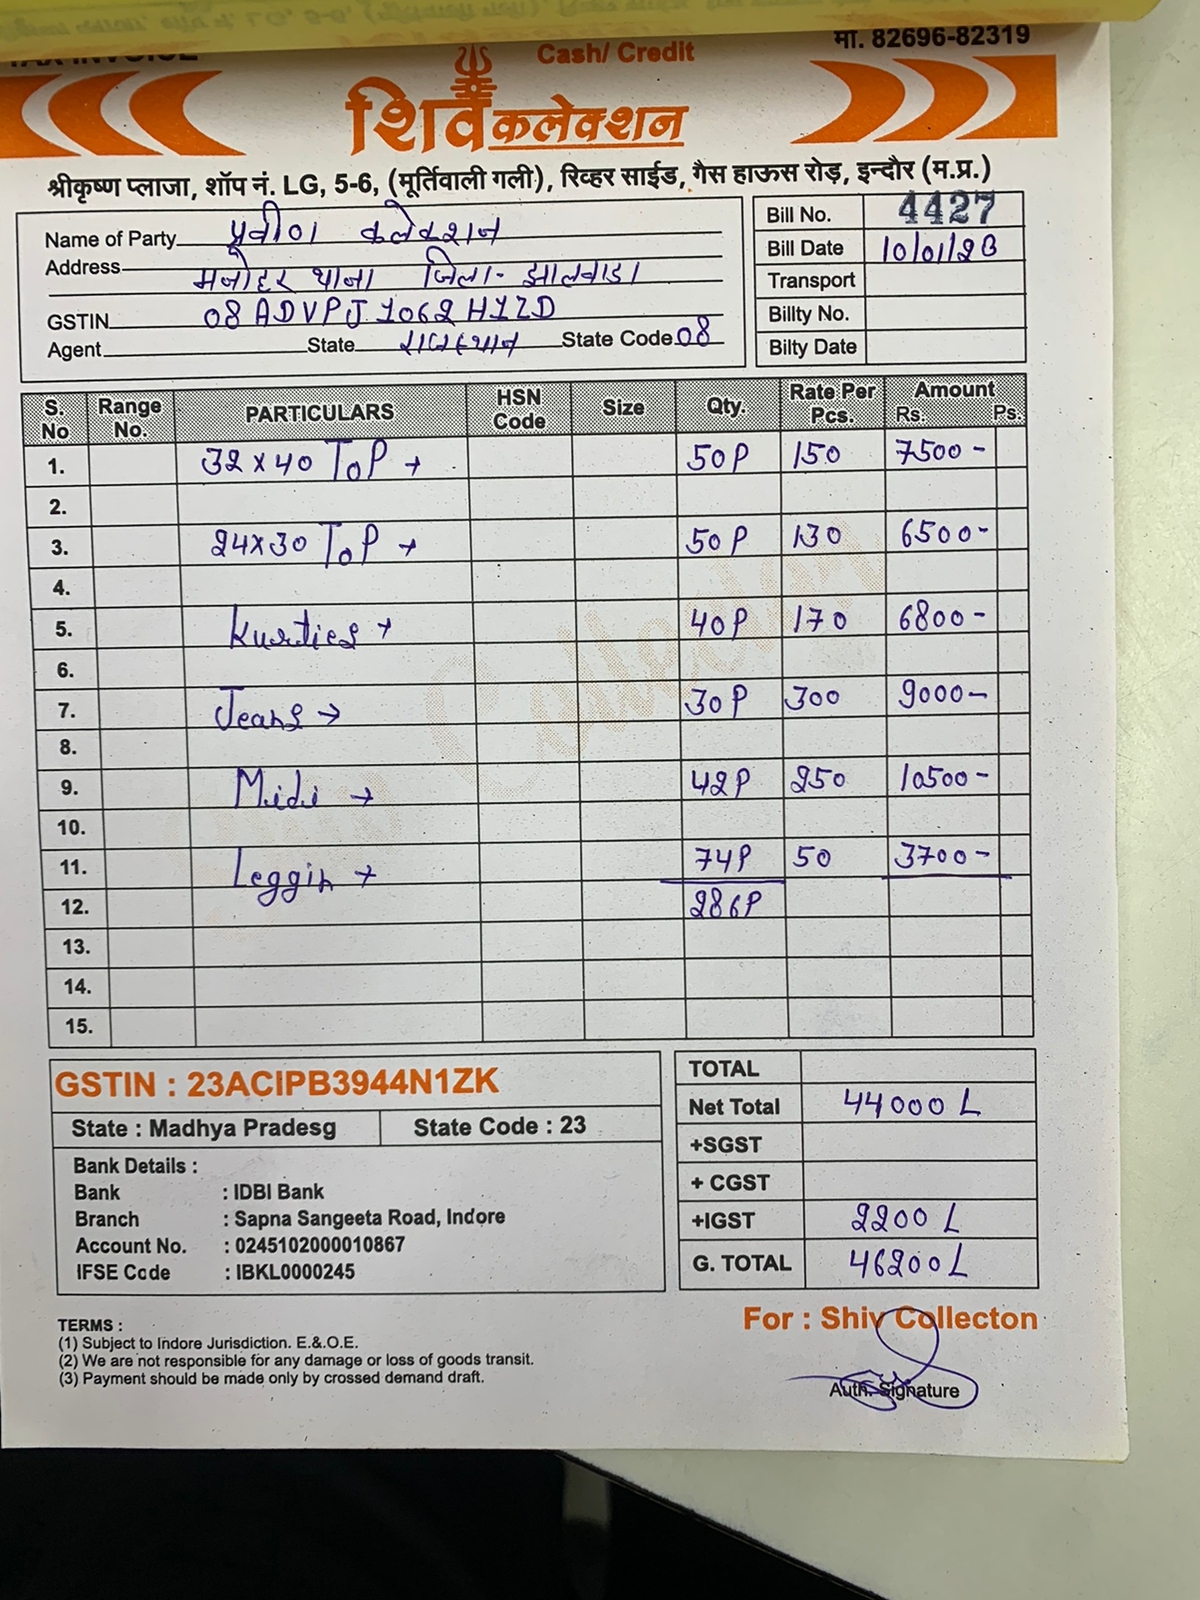 TAX INVOICE
Cash/ Credit
मा. 82696-82319
शिव कलेक्शन
श्रीकृष्ण प्लाजा, शॉप नं. LG, 5-6, (मूर्तिवाली गली), रिव्हर साईड, गैस हाऊस रोड़, इन्दौर (म.प्र.)
Name of Party प्रवीण कलेक्शन
Address मनोहर थाना जिला- झालवाडा
GSTIN 08ADVPJ1062H1ZD
Agent State राजस्थान State Code 08
Bill No. 4427
Bill Date 10/01/23
Transport
Billty No.
Bilty Date
S. No Range No. PARTICULARS HSN Code Size Qty. Rate Per Pcs. Amount Rs. Ps.
1. 32x40 ToP → 50P 150 7500-
2.
3. 24x30 ToP → 50P 130 6500-
4.
5. Kurties → 40P 170 6800-
6.
7. Jeans → 30P 300 9000-
8.
9. Midi → 42P 250 10500-
10.
11. Leggin → 74P 50 3700-
12. 286P
13.
14.
15.
GSTIN : 23ACIPB3944N1ZK
State : Madhya Pradesg State Code : 23
Bank Details :
Bank : IDBI Bank
Branch : Sapna Sangeeta Road, Indore
Account No. : 0245102000010867
IFSE Code : IBKL0000245
TOTAL
Net Total 44000 L
+SGST
+ CGST
+IGST 2200 L
G. TOTAL 46200 L
TERMS :
(1) Subject to Indore Jurisdiction. E.&.O.E.
(2) We are not responsible for any damage or loss of goods transit.
(3) Payment should be made only by crossed demand draft.
For : Shiv Collecton
Auth. Signature